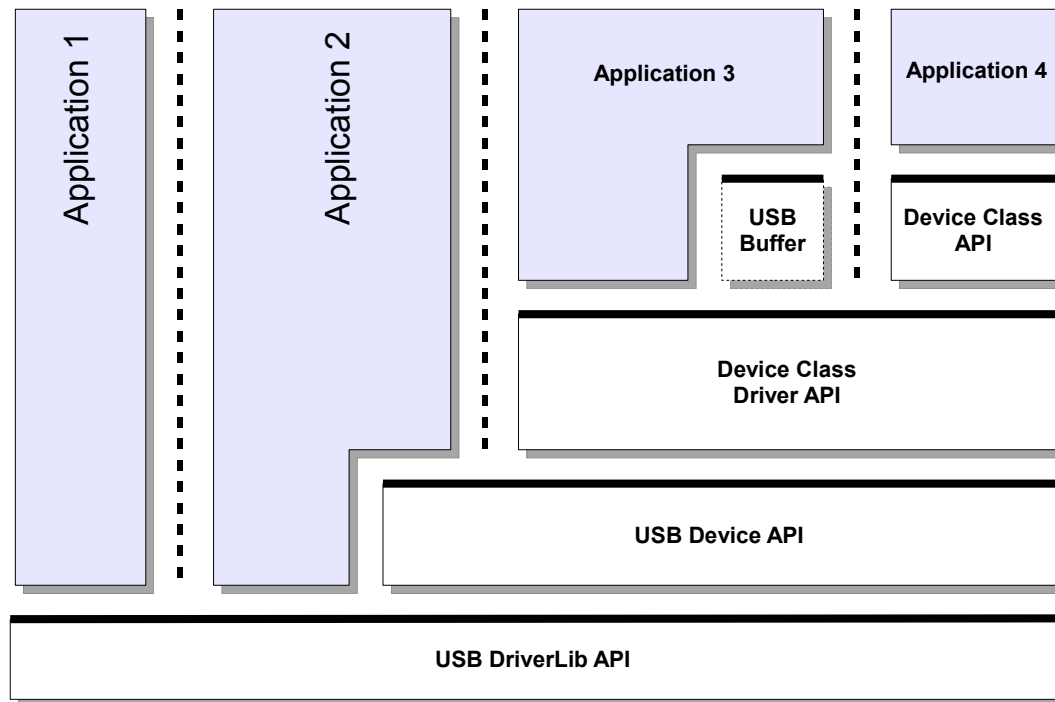 Application 1
Application 2
Application 3
Application 4
USB
Buffer
Device Class
API
Device Class
Driver API
USB Device API
USB DriverLib API